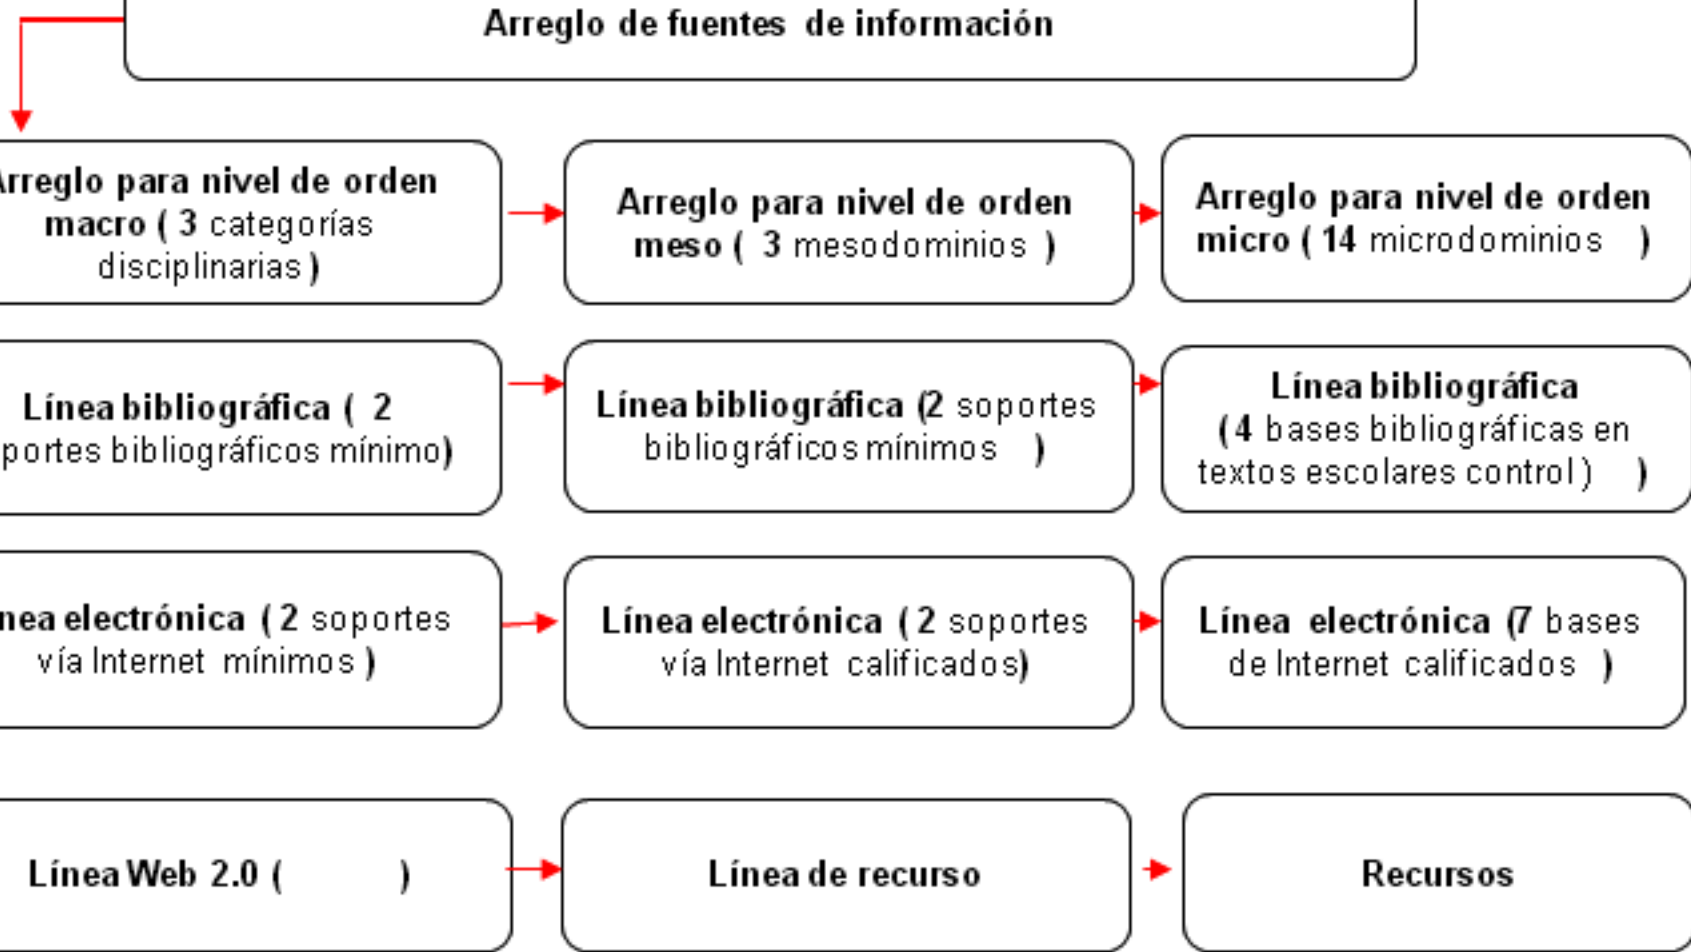 Arreglo de fuentes de información
Arreglo para nivel de orden
macro ( 3 categorías
disciplinarias )
Arreglo para nivel de orden
meso ( 3 mesodominios )
Arreglo para nivel de orden
micro ( 14 microdominios )
Línea bibliográfica ( 2
portes bibliográficos mínimo)
Línea bibliográfica (2 soportes
bibliográficos mínimos )
Línea bibliográfica
(4 bases bibliográficas en
textos escolares control ) )
nea electrónica ( 2 soportes
vía Internet mínimos )
Línea electrónica ( 2 soportes
vía Internet calificados)
Línea electrónica (7 bases
de Internet calificados )
Línea Web 2.0 ( )
Línea de recurso
Recursos